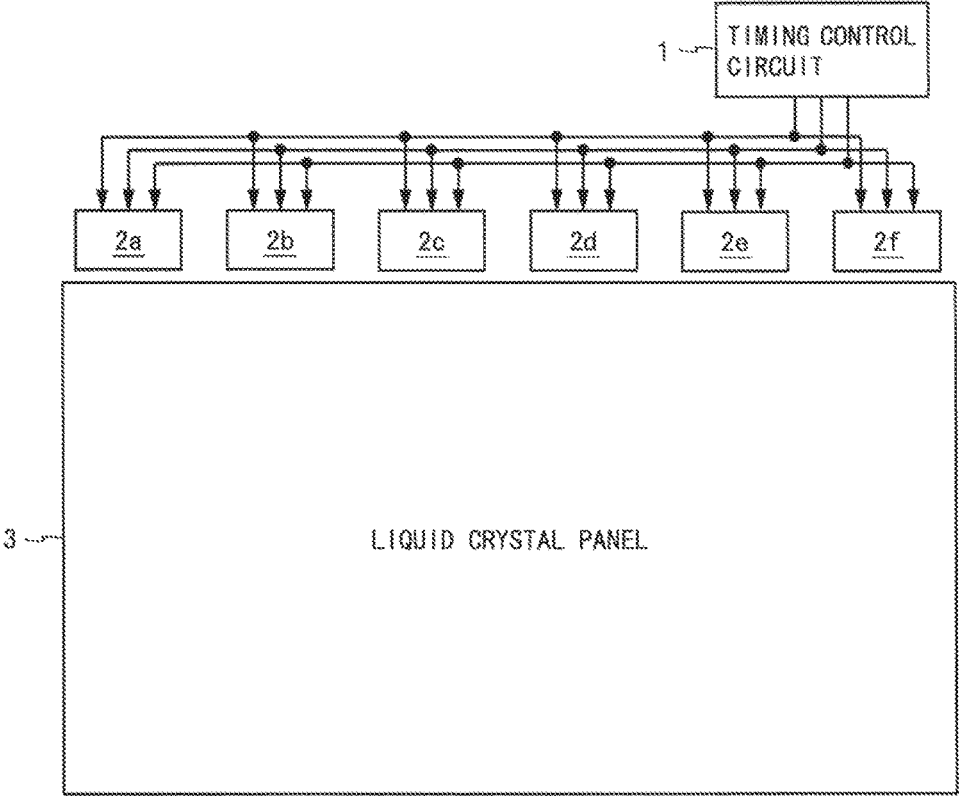 1
TIMING CONTROL
CIRCUIT
2a 2b 2c 2d 2e 2f
3
LIQUID CRYSTAL PANEL